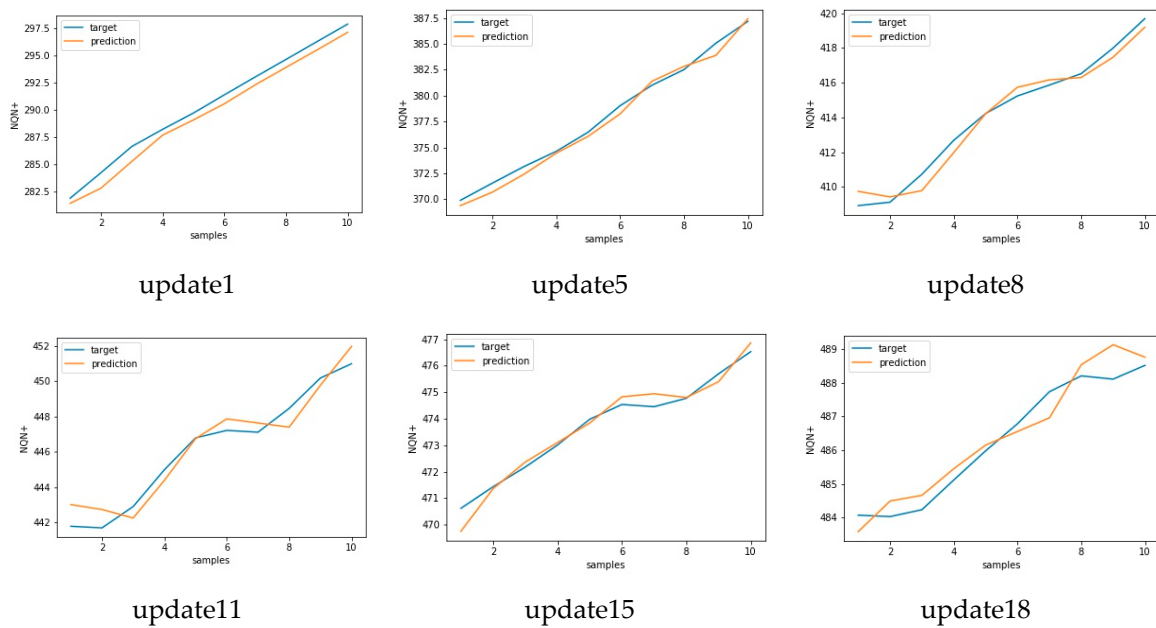 target
prediction
NQN+
297.5
295.0
292.5
290.0
287.5
285.0
282.5
2 4 6 8 10
samples
update1
target
prediction
NQN+
387.5
385.0
382.5
380.0
377.5
375.0
372.5
370.0
2 4 6 8 10
samples
update5
target
prediction
NQN+
420
418
416
414
412
410
2 4 6 8 10
samples
update8
target
prediction
NQN+
452
450
448
446
444
442
2 4 6 8 10
samples
update11
target
prediction
NQN+
477
476
475
474
473
472
471
470
2 4 6 8 10
samples
update15
target
prediction
NQN+
489
488
487
486
485
484
2 4 6 8 10
samples
update18